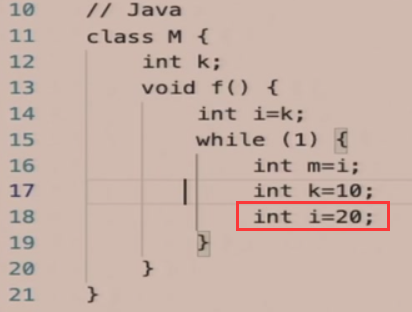 10 // Java
11 class M {
12 int k;
13 void f() {
14 int i=k;
15 while (1) {
16 int m=i;
17 int k=10;
18 int i=20;
19 }
20 }
21 }